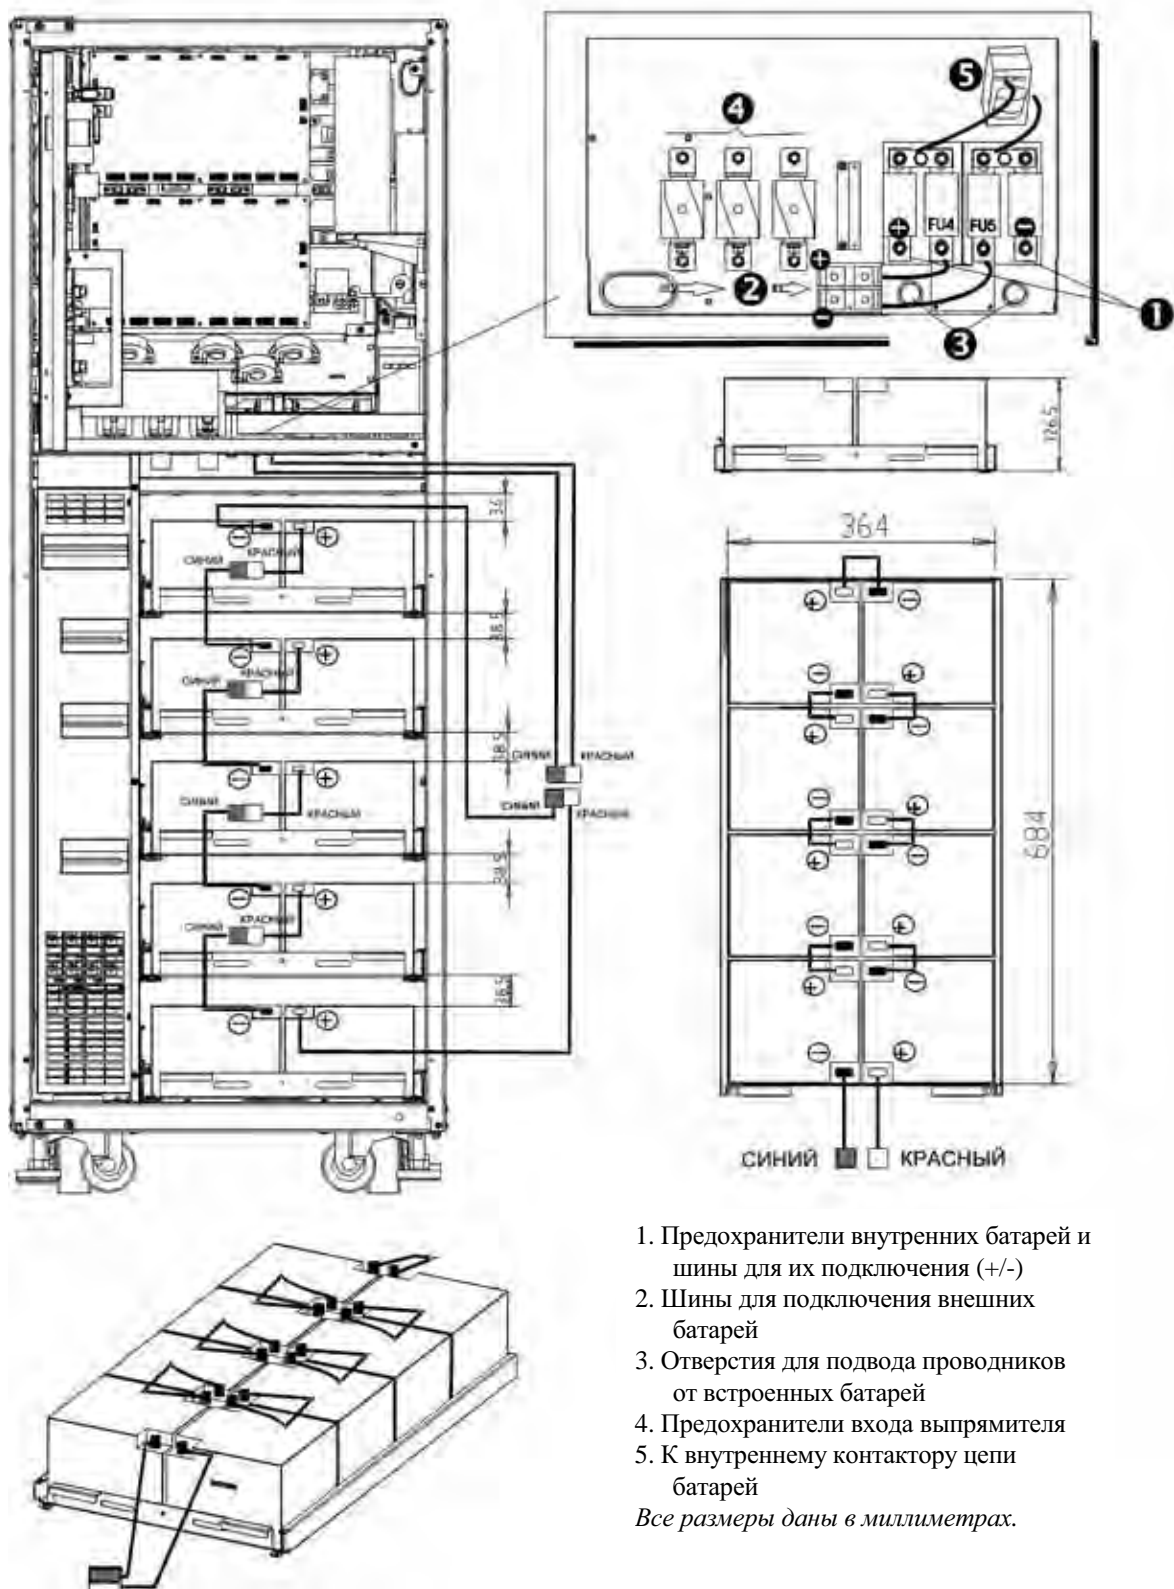 5
4
FU4 FU5
2
1
3
126.5
36
364
СИНИЙ КРАСНЫЙ
38.5
СИНИЙ КРАСНЫЙ
38.5
СИНИЙ КРАСНЫЙ
СИНИЙ КРАСНЫЙ
СИНИЙ КРАСНЫЙ
684
38.5
СИНИЙ КРАСНЫЙ
38.5
СИНИЙ КРАСНЫЙ
1. Предохранители внутренних батарей и
шины для их подключения (+/-)
2. Шины для подключения внешних
батарей
3. Отверстия для подвода проводников
от встроенных батарей
4. Предохранители входа выпрямителя
5. К внутреннему контактору цепи
батарей
Все размеры даны в миллиметрах.